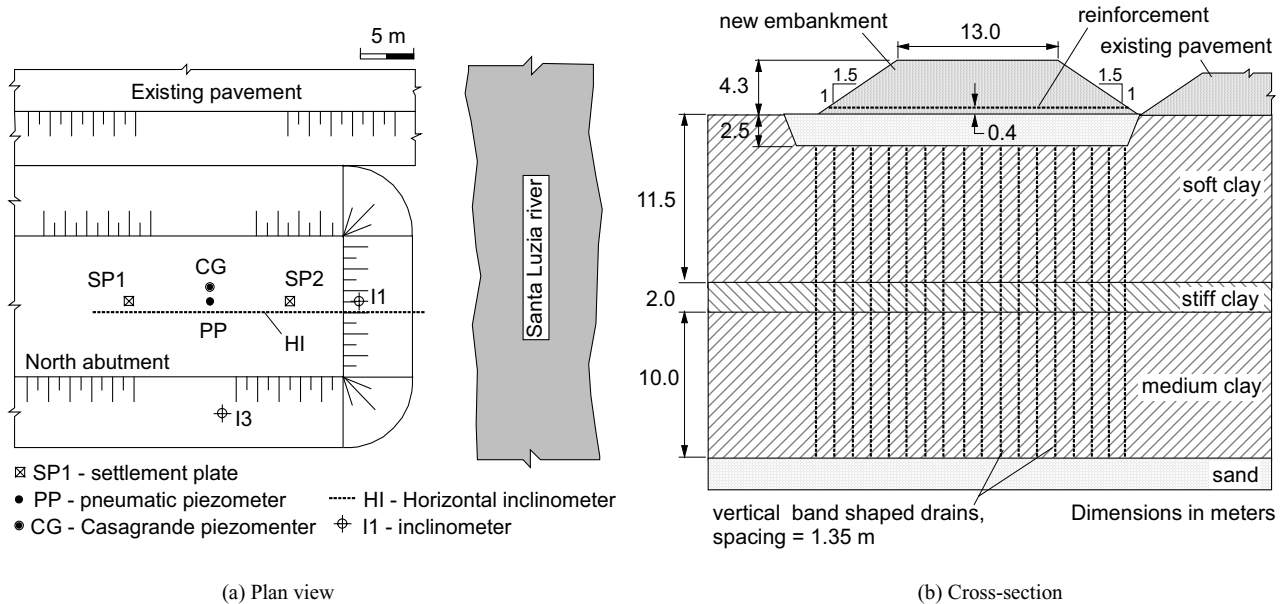 5 m
Existing pavement
CG
SP1
SP2
I1
PP
HI
North abutment
I3
Santa Luzia river
SP1 - settlement plate
PP - pneumatic piezometer
HI - Horizontal inclinometer
CG - Casagrande piezomenter
I1 - inclinometer
(a) Plan view
new embankment
reinforcement
13.0
existing pavement
1.5
1
1.5
1
4.3
2.5
0.4
soft clay
11.5
2.0
stiff clay
10.0
medium clay
sand
vertical band shaped drains,
spacing = 1.35 m
Dimensions in meters
(b) Cross-section